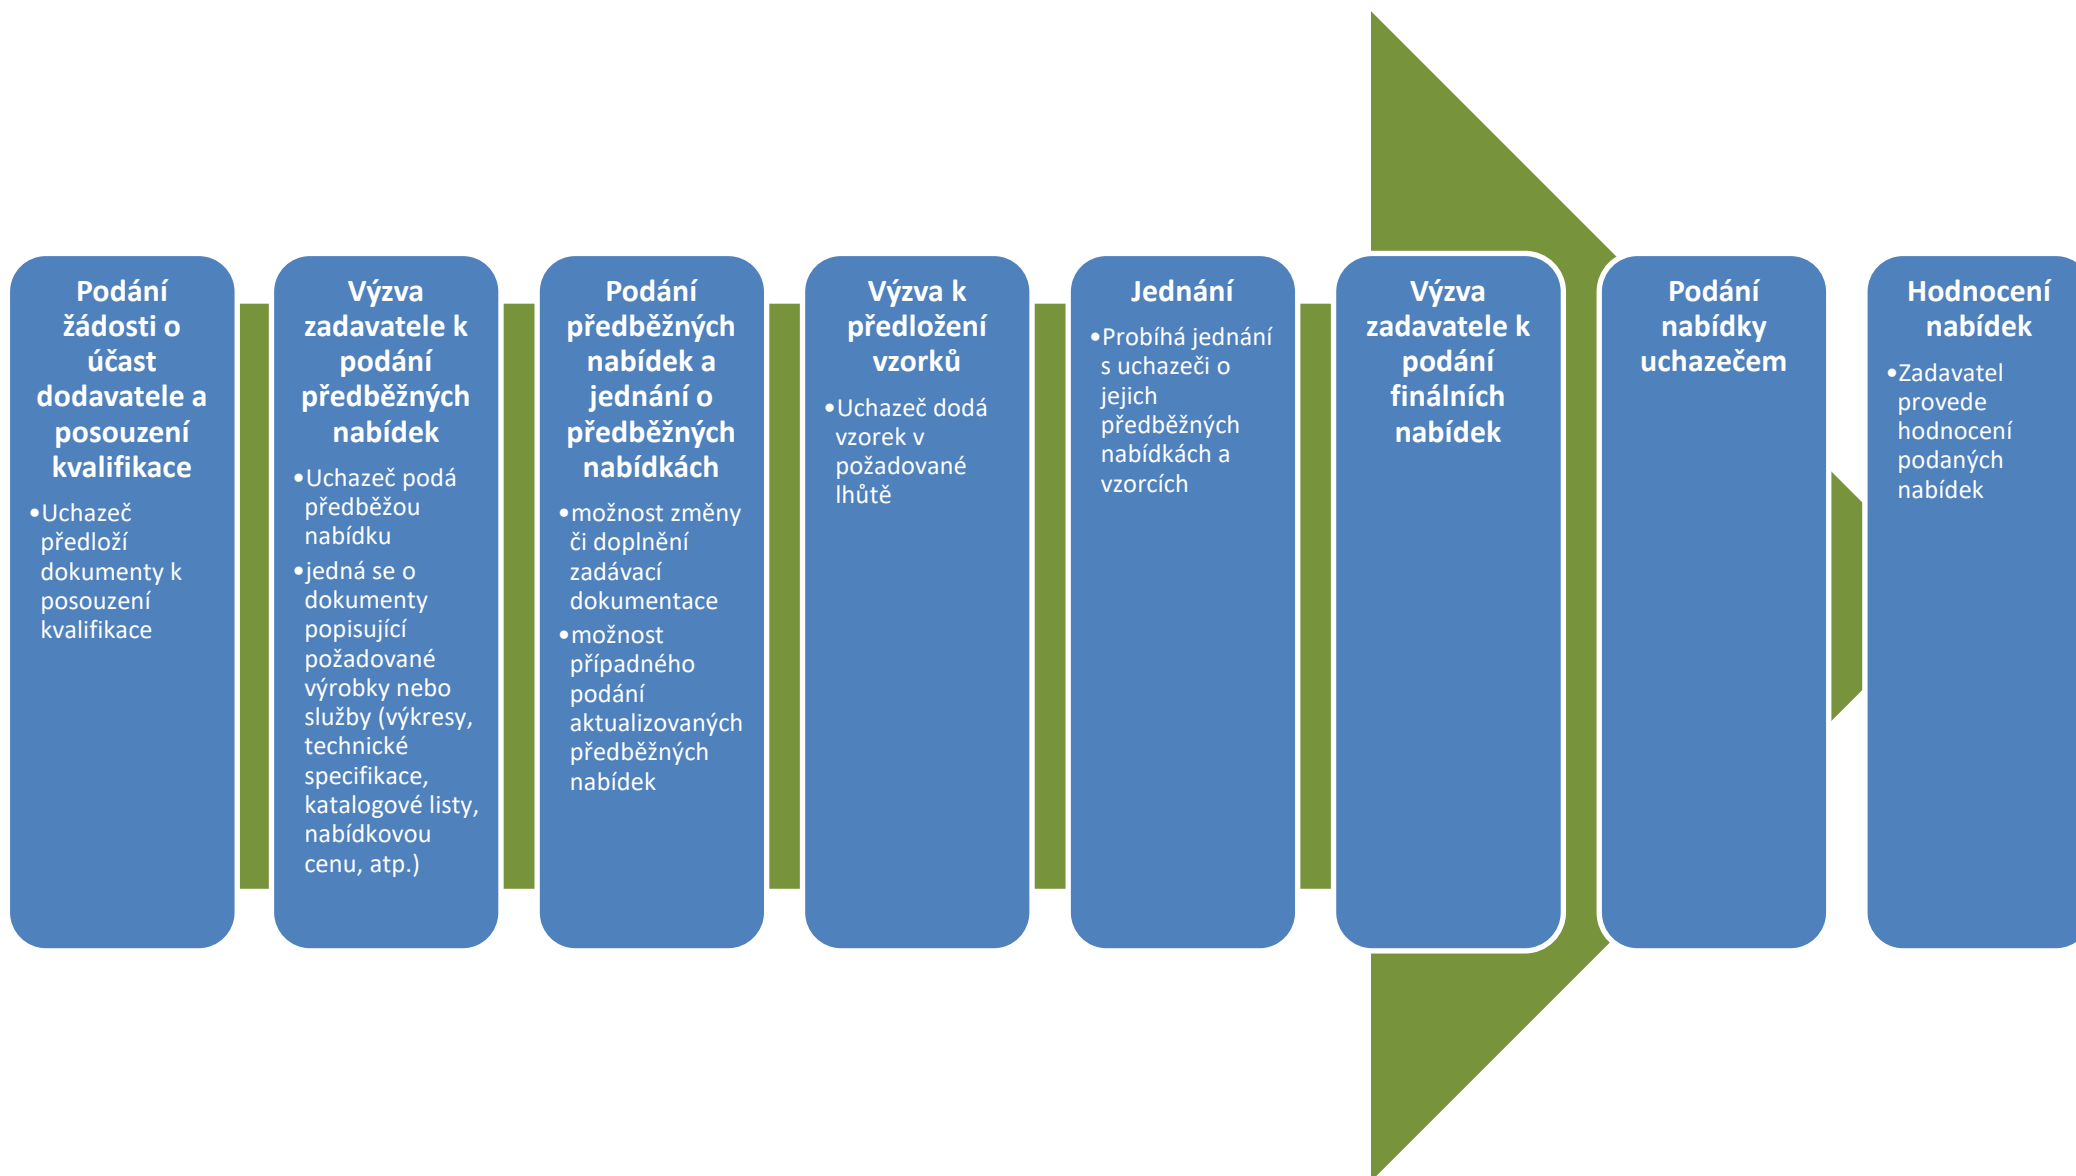 Podání
žádosti o
účast
dodavatele a
posouzení
kvalifikace
•Uchazeč
předloží
dokumenty k
posouzení
kvalifikace
Výzva
zadavatele k
podání
předběžných
nabídek
•Uchazeč podá
předběžou
nabídku
•jedná se o
dokumenty
popisující
požadované
výrobky nebo
služby (výkresy,
technické
specifikace,
katalogové listy,
nabídkovou
cenu, atp.)
Podání
předběžných
nabídek a
jednání o
předběžných
nabídkách
•možnost změny
či doplnění
zadávací
dokumentace
•možnost
případného
podání
aktualizovaných
předběžných
nabídek
Výzva k
předložení
vzorků
•Uchazeč dodá
vzorek v
požadované
lhůtě
Jednání
•Probíhá jednání
s uchazeči o
jejich
předběžných
nabídkách a
vzorcích
Výzva
zadavatele k
podání
finálních
nabídek
Podání
nabídky
uchazečem
Hodnocení
nabídek
•Zadavatel
provede
hodnocení
podaných
nabídek